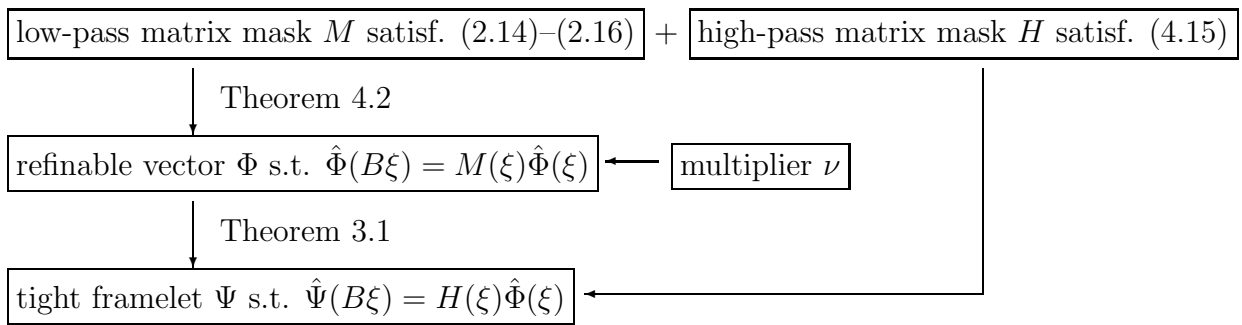 low-pass matrix mask M satisf. (2.14)–(2.16) + high-pass matrix mask H satisf. (4.15)
Theorem 4.2
refinable vector Φ s.t. Φ̂(Bξ) = M(ξ)Φ̂(ξ) multiplier ν
Theorem 3.1
tight framelet Ψ s.t. Ψ̂(Bξ) = H(ξ)Φ̂(ξ)